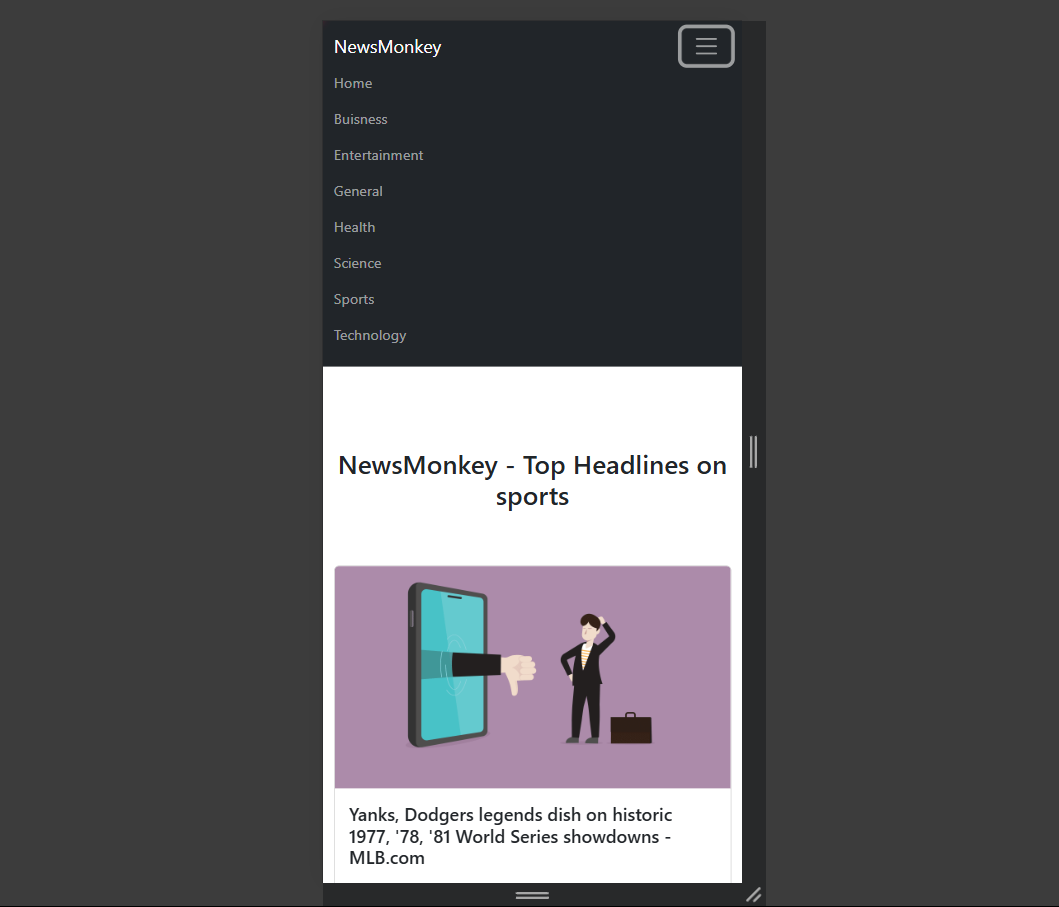 NewsMonkey
Home
Buisness
Entertainment
General
Health
Science
Sports
Technology
NewsMonkey - Top Headlines on
sports
Yanks, Dodgers legends dish on historic
1977, '78, '81 World Series showdowns -
MLB.com